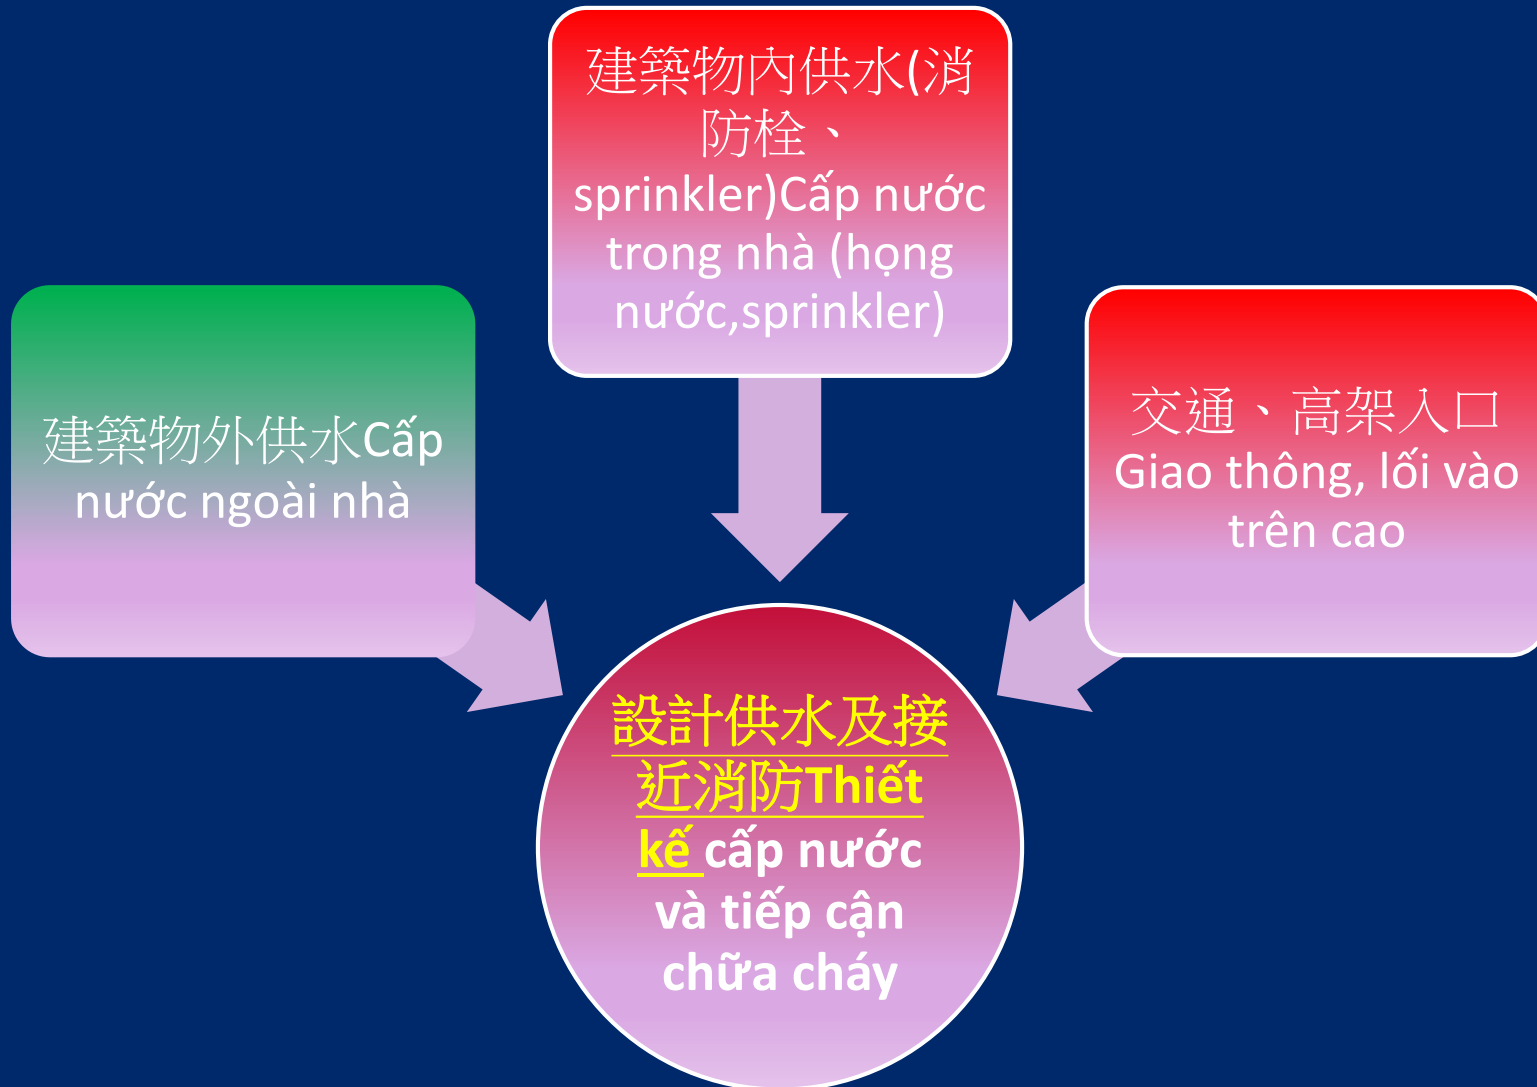 建築物內供水(消
防栓、
sprinkler)Cấp nước
trong nhà (họng
nước,sprinkler)
建築物外供水Cấp
nước ngoài nhà
交通、高架入口
Giao thông, lối vào
trên cao
設計供水及接
近消防Thiết
kế cấp nước
và tiếp cận
chữa cháy